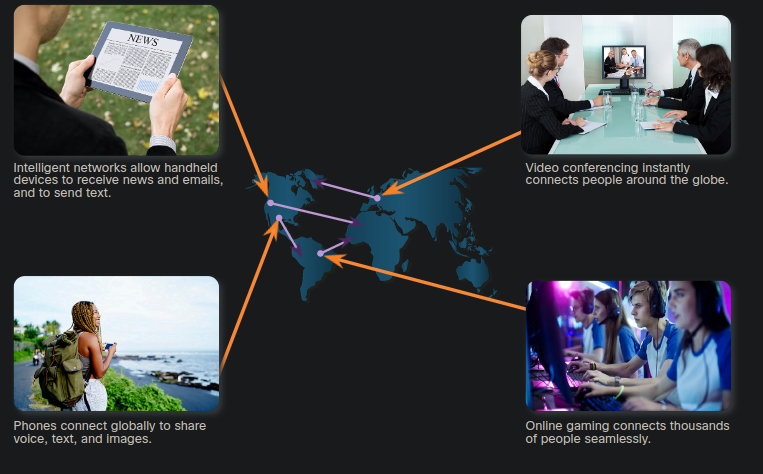 NEWS
Intelligent networks allow handheld
devices to receive news and emails,
and to send text.
Video conferencing instantly
connects people around the globe.
Phones connect globally to share
voice, text, and images.
Online gaming connects thousands
of people seamlessly.